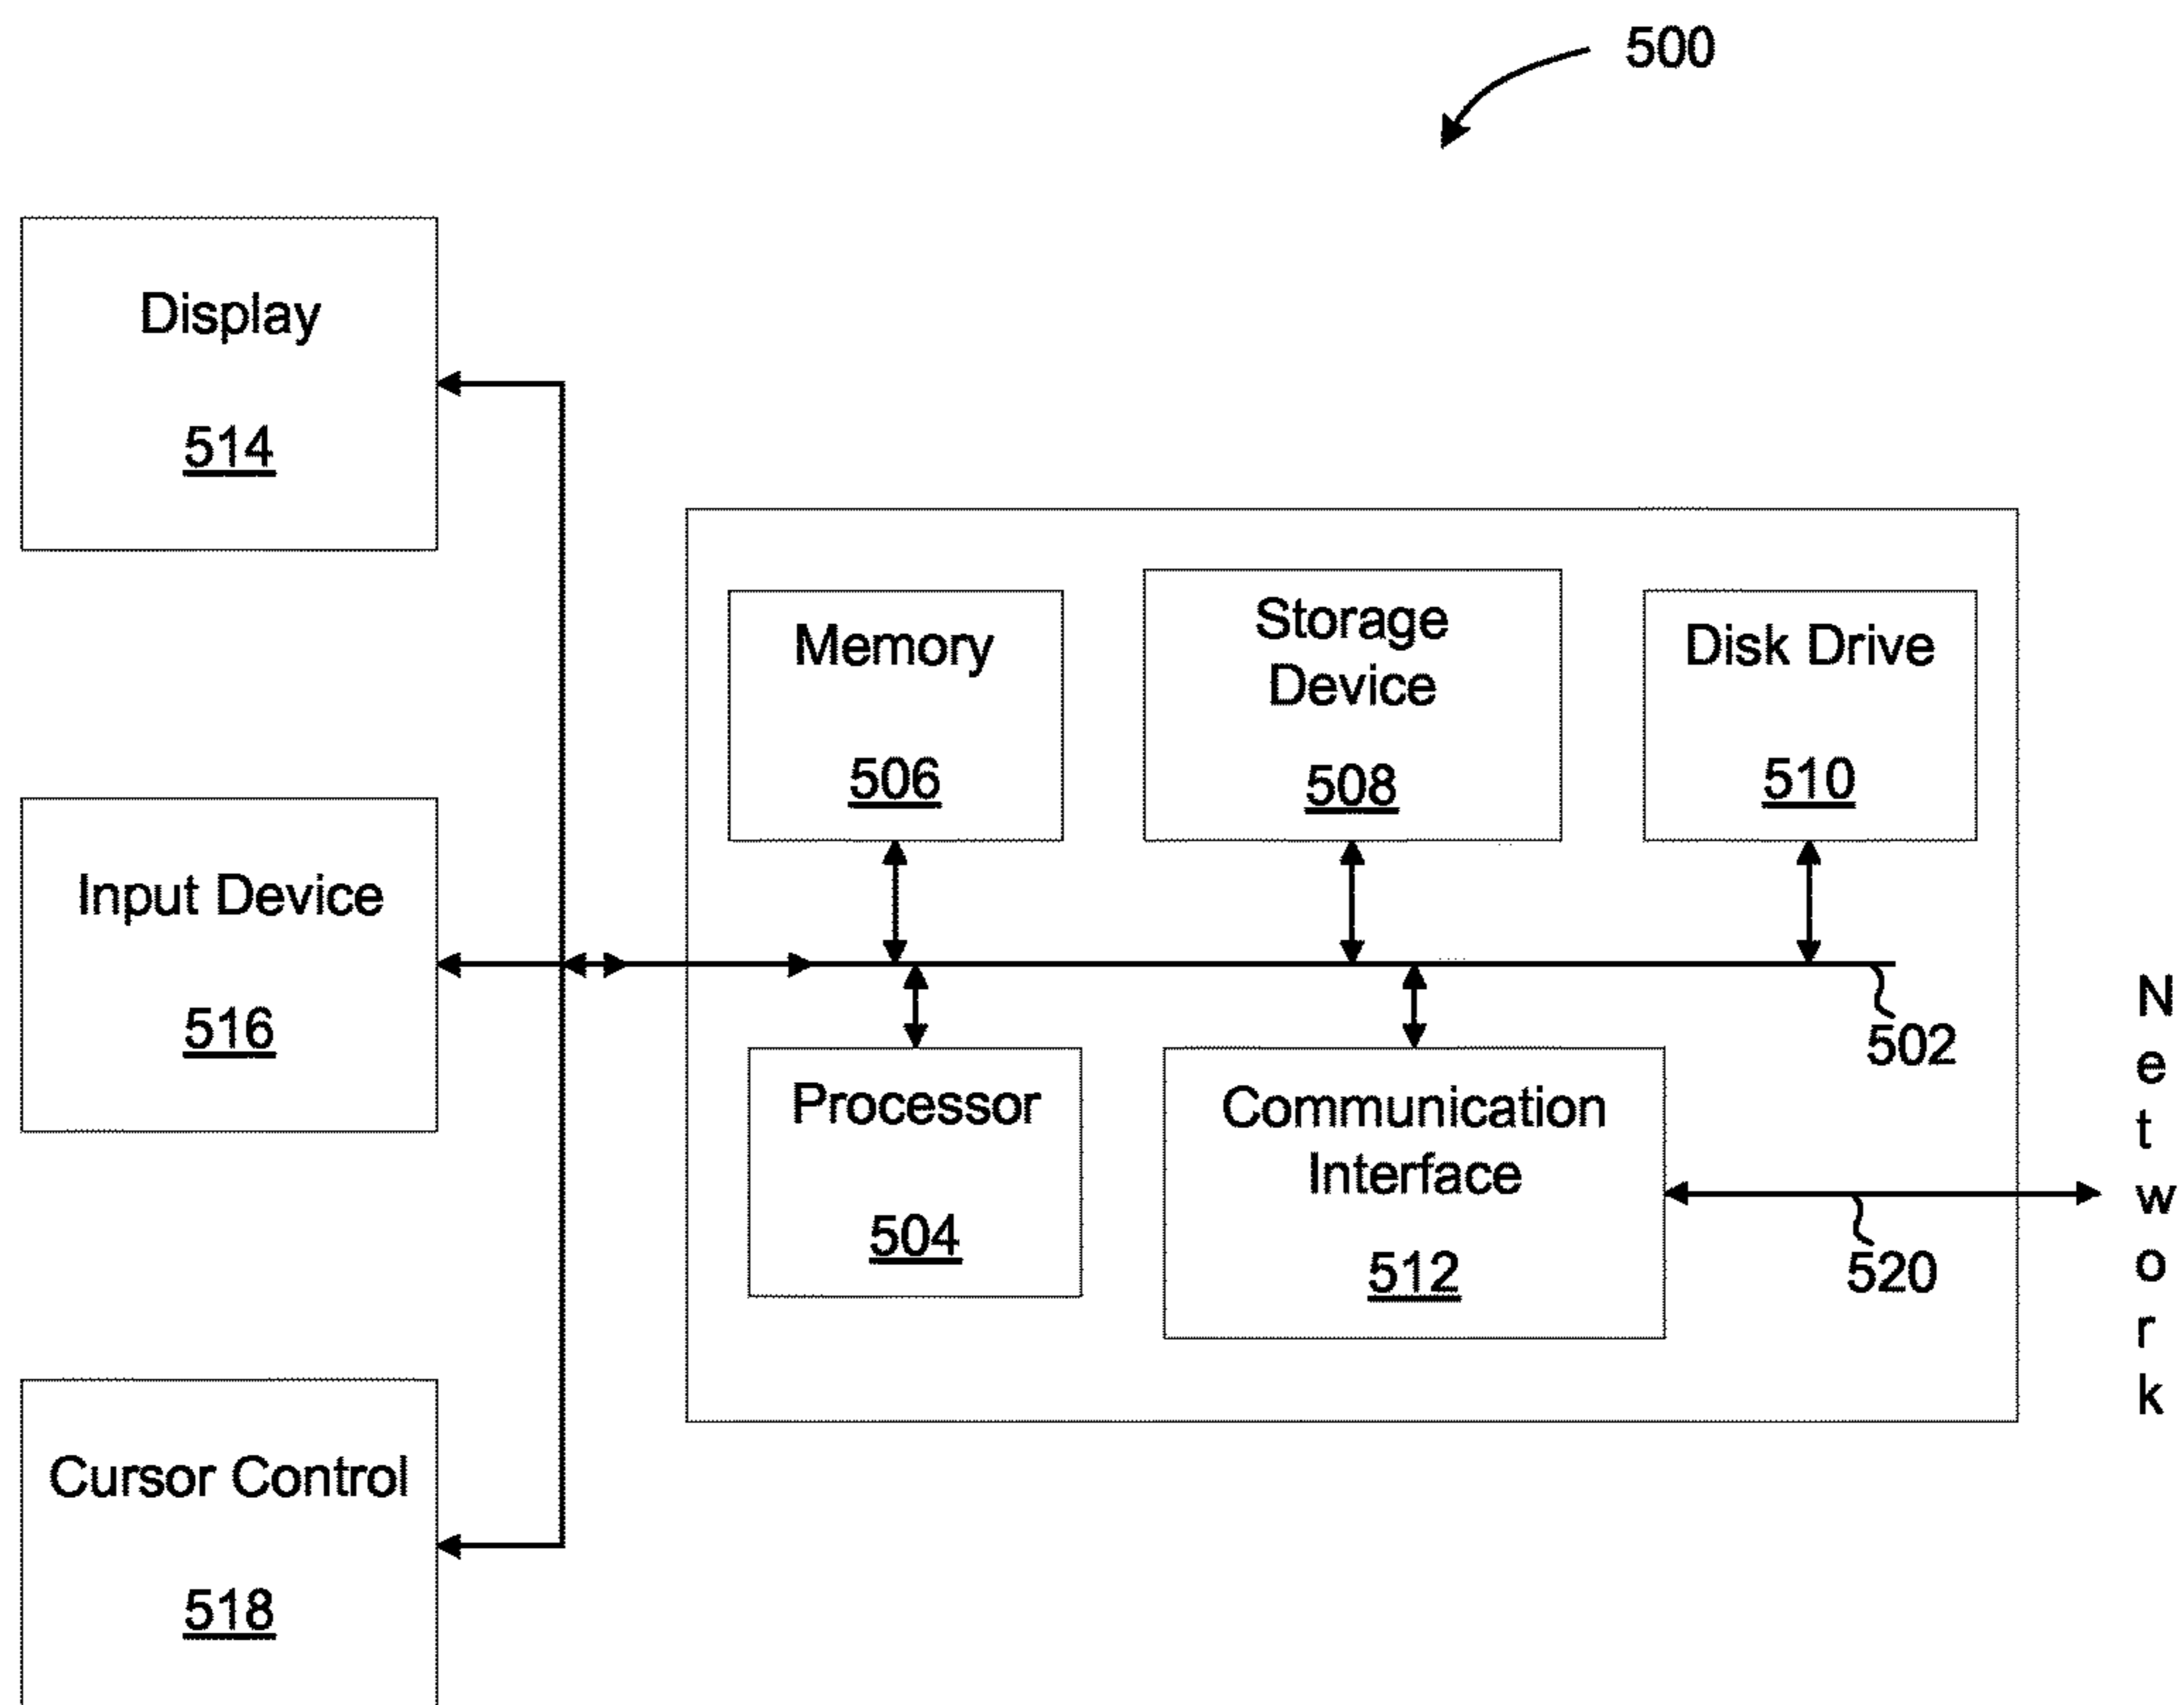 500
Display
514
Memory
506
Storage
Device
508
Disk Drive
510
Input Device
516
502
Processor
504
Communication
Interface
512
520
Network
Cursor Control
518